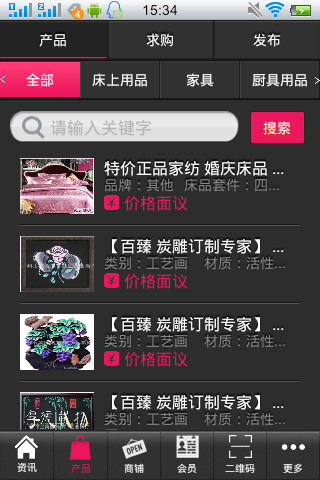 1 2 4 15:34
产品 求购 发布
全部 床上用品 家具 厨具用品
请输入关键字 搜索
特价正品家纺 婚庆床品 ...
品牌：其他 床品套件：四...
¥ 价格面议
【百臻 炭雕订制专家】 ...
类别：工艺画 材质：活性...
¥ 价格面议
【百臻 炭雕订制专家】 ...
类别：工艺画 材质：活性...
¥ 价格面议
【百臻 炭雕订制专家】 ...
类别：工艺画 材质：活性...
OPEN
资讯 产品 商铺 会员 二维码 更多